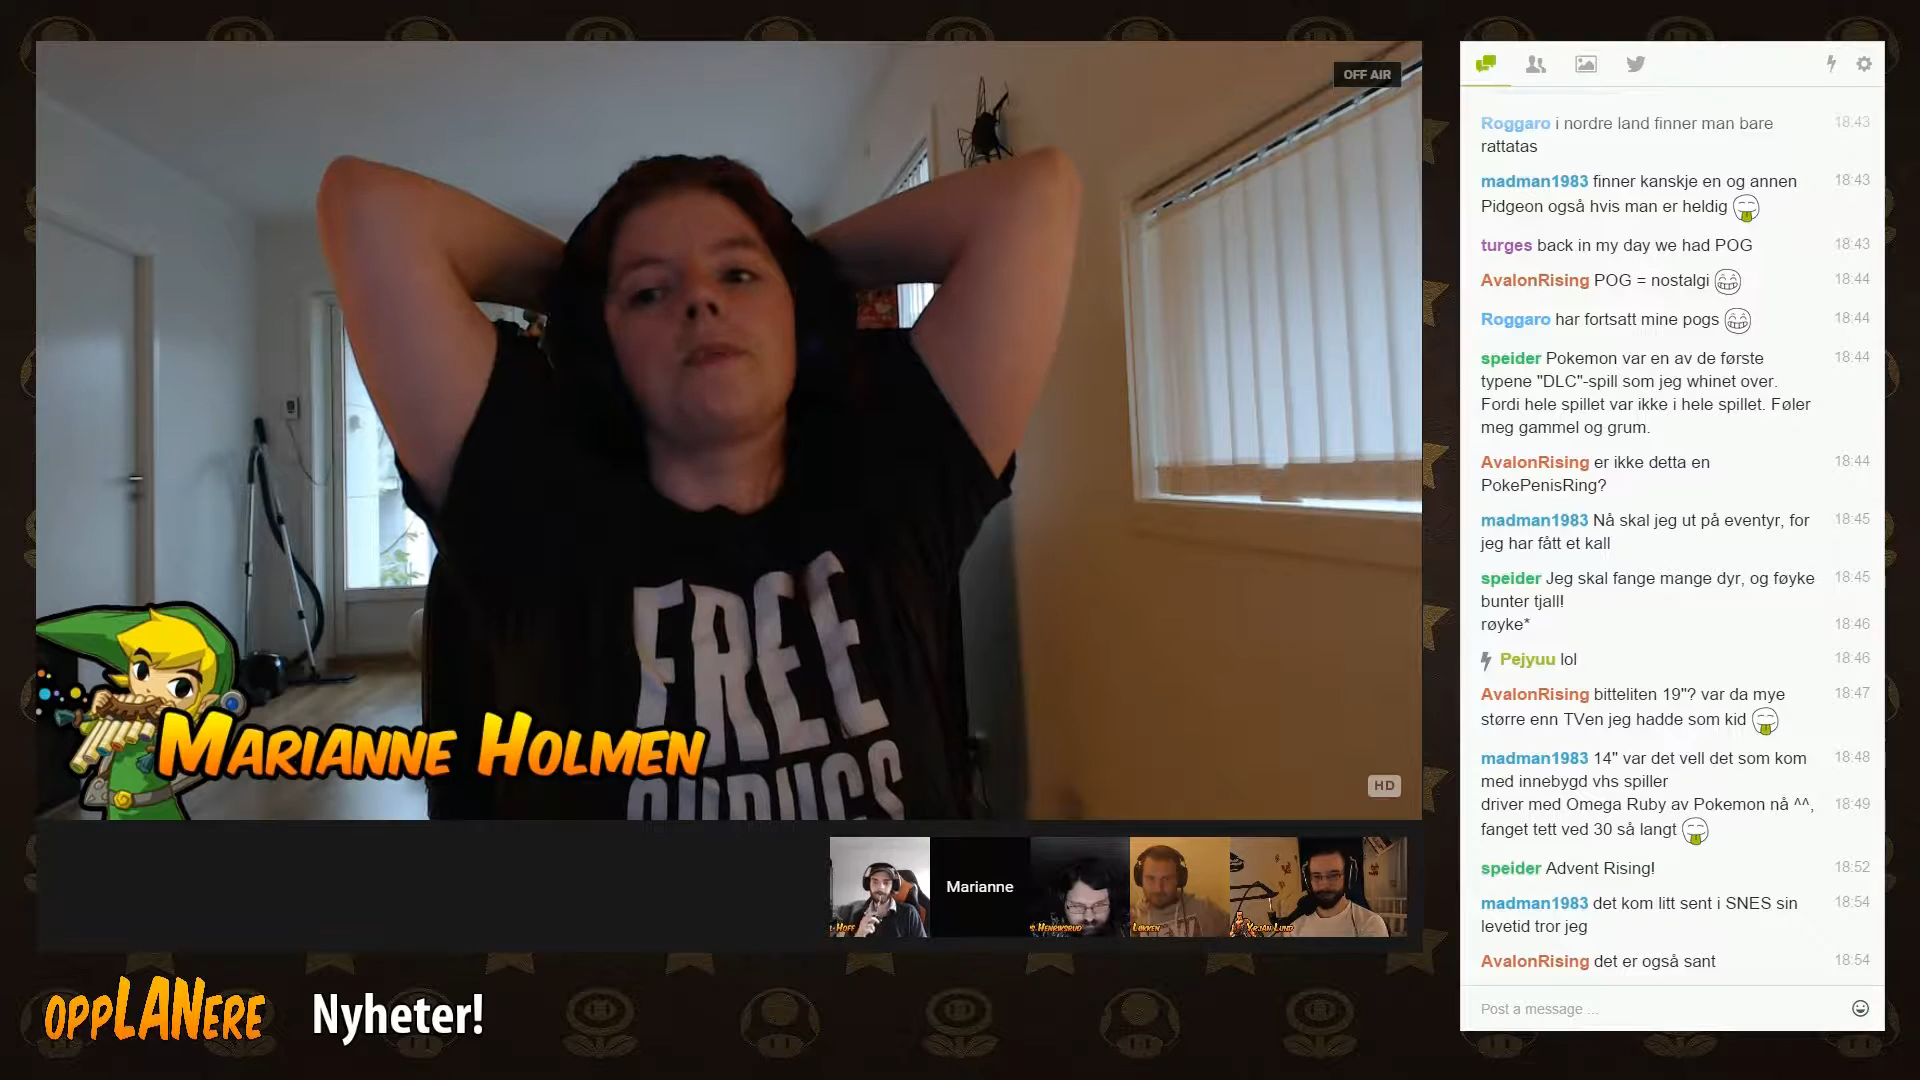 OFF AIR
FREE
MARIANNE HOLMEN
HD
Marianne
HOFF
HENRIKSRUD
LØKKEN
YRJAN LUND
OPPLANERE
Nyheter!
Roggaro i nordre land finner man bare 18:43
rattatas
madman1983 finner kanskje en og annen 18:43
Pidgeon også hvis man er heldig
turges back in my day we had POG 18:43
AvalonRising POG = nostalgi 18:44
Roggaro har fortsatt mine pogs 18:44
speider Pokemon var en av de første 18:44
typene "DLC"-spill som jeg whinet over.
Fordi hele spillet var ikke i hele spillet. Føler
meg gammel og grum.
AvalonRising er ikke detta en 18:44
PokePenisRing?
madman1983 Nå skal jeg ut på eventyr, for 18:45
jeg har fått et kall
speider Jeg skal fange mange dyr, og føyke 18:45
bunter tjall!
røyke* 18:46
Pejyuu lol 18:46
AvalonRising bitteliten 19"? var da mye 18:47
større enn TVen jeg hadde som kid
madman1983 14" var det vell det som kom 18:48
med innebygd vhs spiller
driver med Omega Ruby av Pokemon nå ^^, 18:49
fanget tett ved 30 så langt
speider Advent Rising! 18:52
madman1983 det kom litt sent i SNES sin 18:54
levetid tror jeg
AvalonRising det er også sant 18:54
Post a message ...